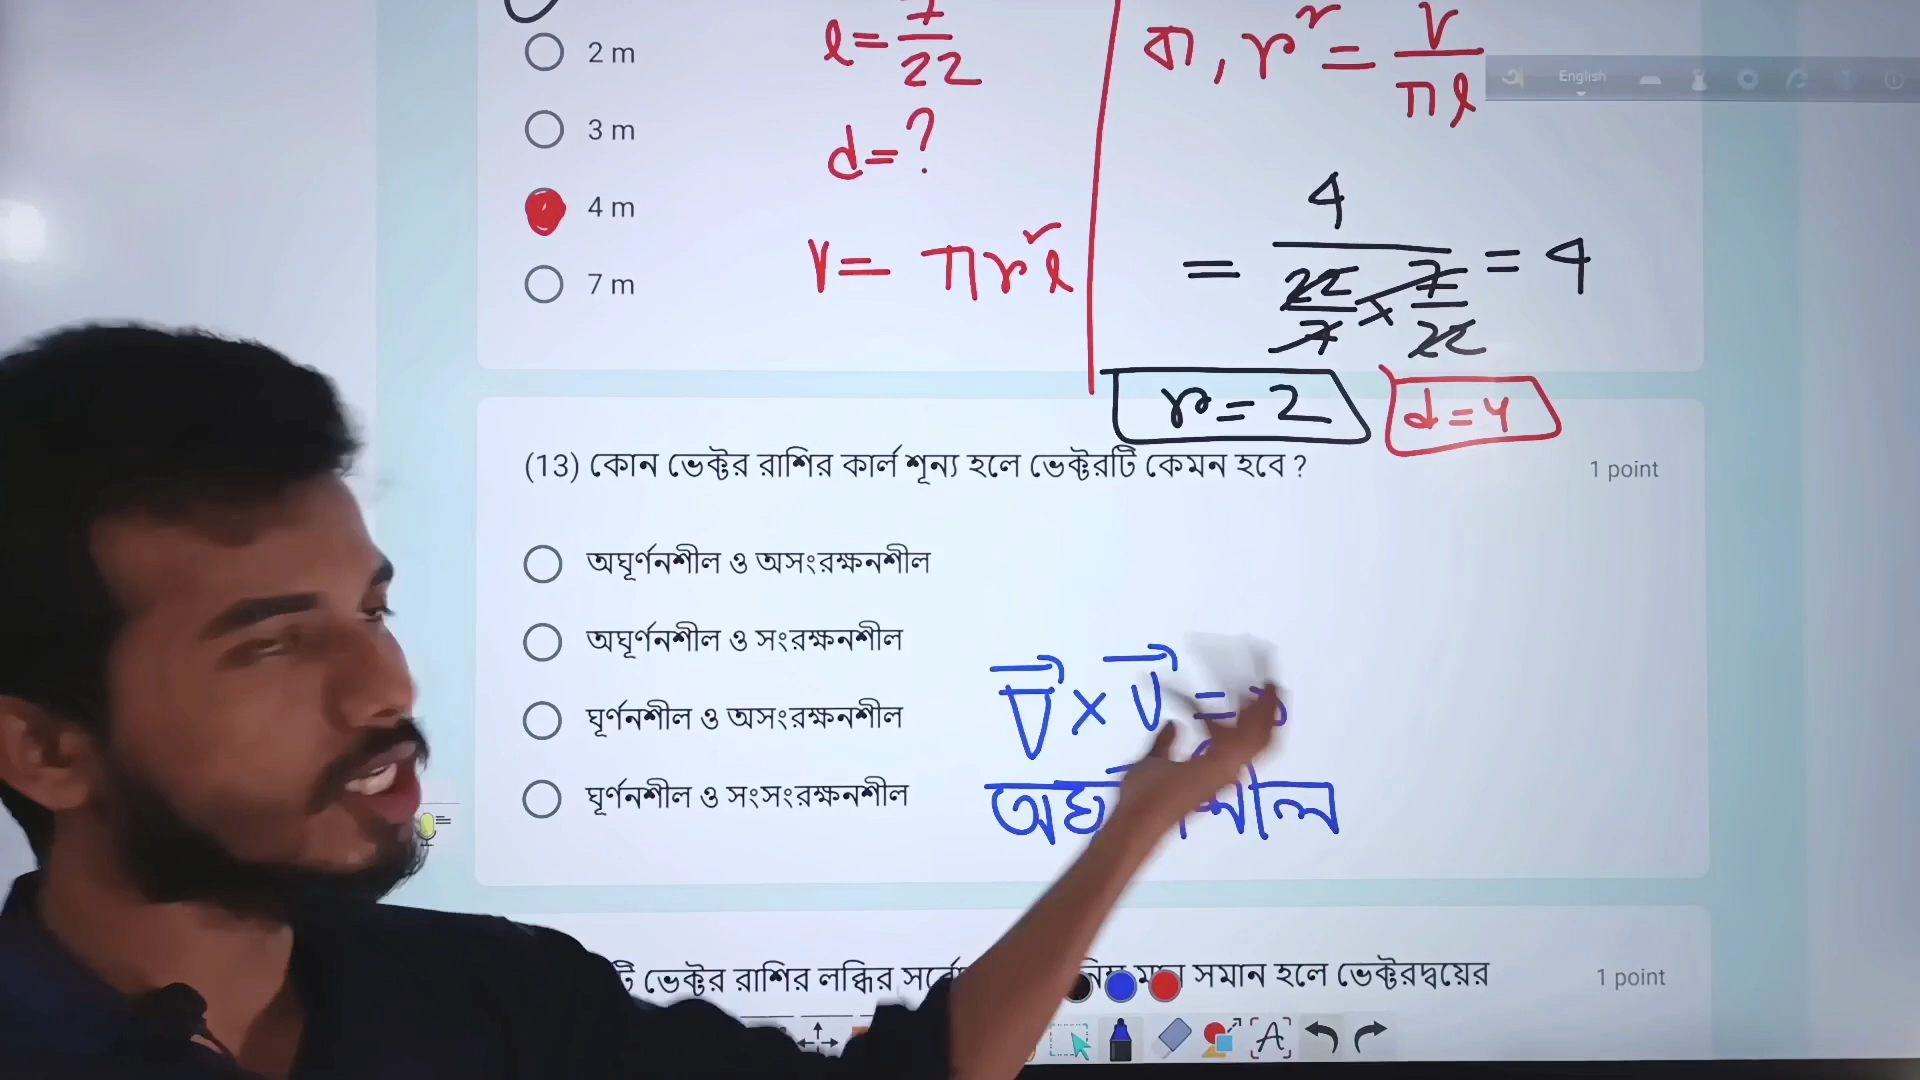 2 m
3 m
4 m
7 m
l = 7/22
d = ?
V = πr²l
বা, r² = V/πl
= 4 / (22/7 × 7/22) = 4
r = 2
d = 4
English
(13) কোন ভেক্টর রাশির কার্ল শূন্য হলে ভেক্টরটি কেমন হবে ?
1 point
অঘূর্ণনশীল ও অসংরক্ষনশীল
অঘূর্ণনশীল ও সংরক্ষনশীল
ঘূর্ণনশীল ও অসংরক্ষনশীল
ঘূর্ণনশীল ও সংসংরক্ষনশীল
∇ × V =
টি ভেক্টর রাশির লব্ধির সমান হলে ভেক্টরদ্বয়ের
1 point